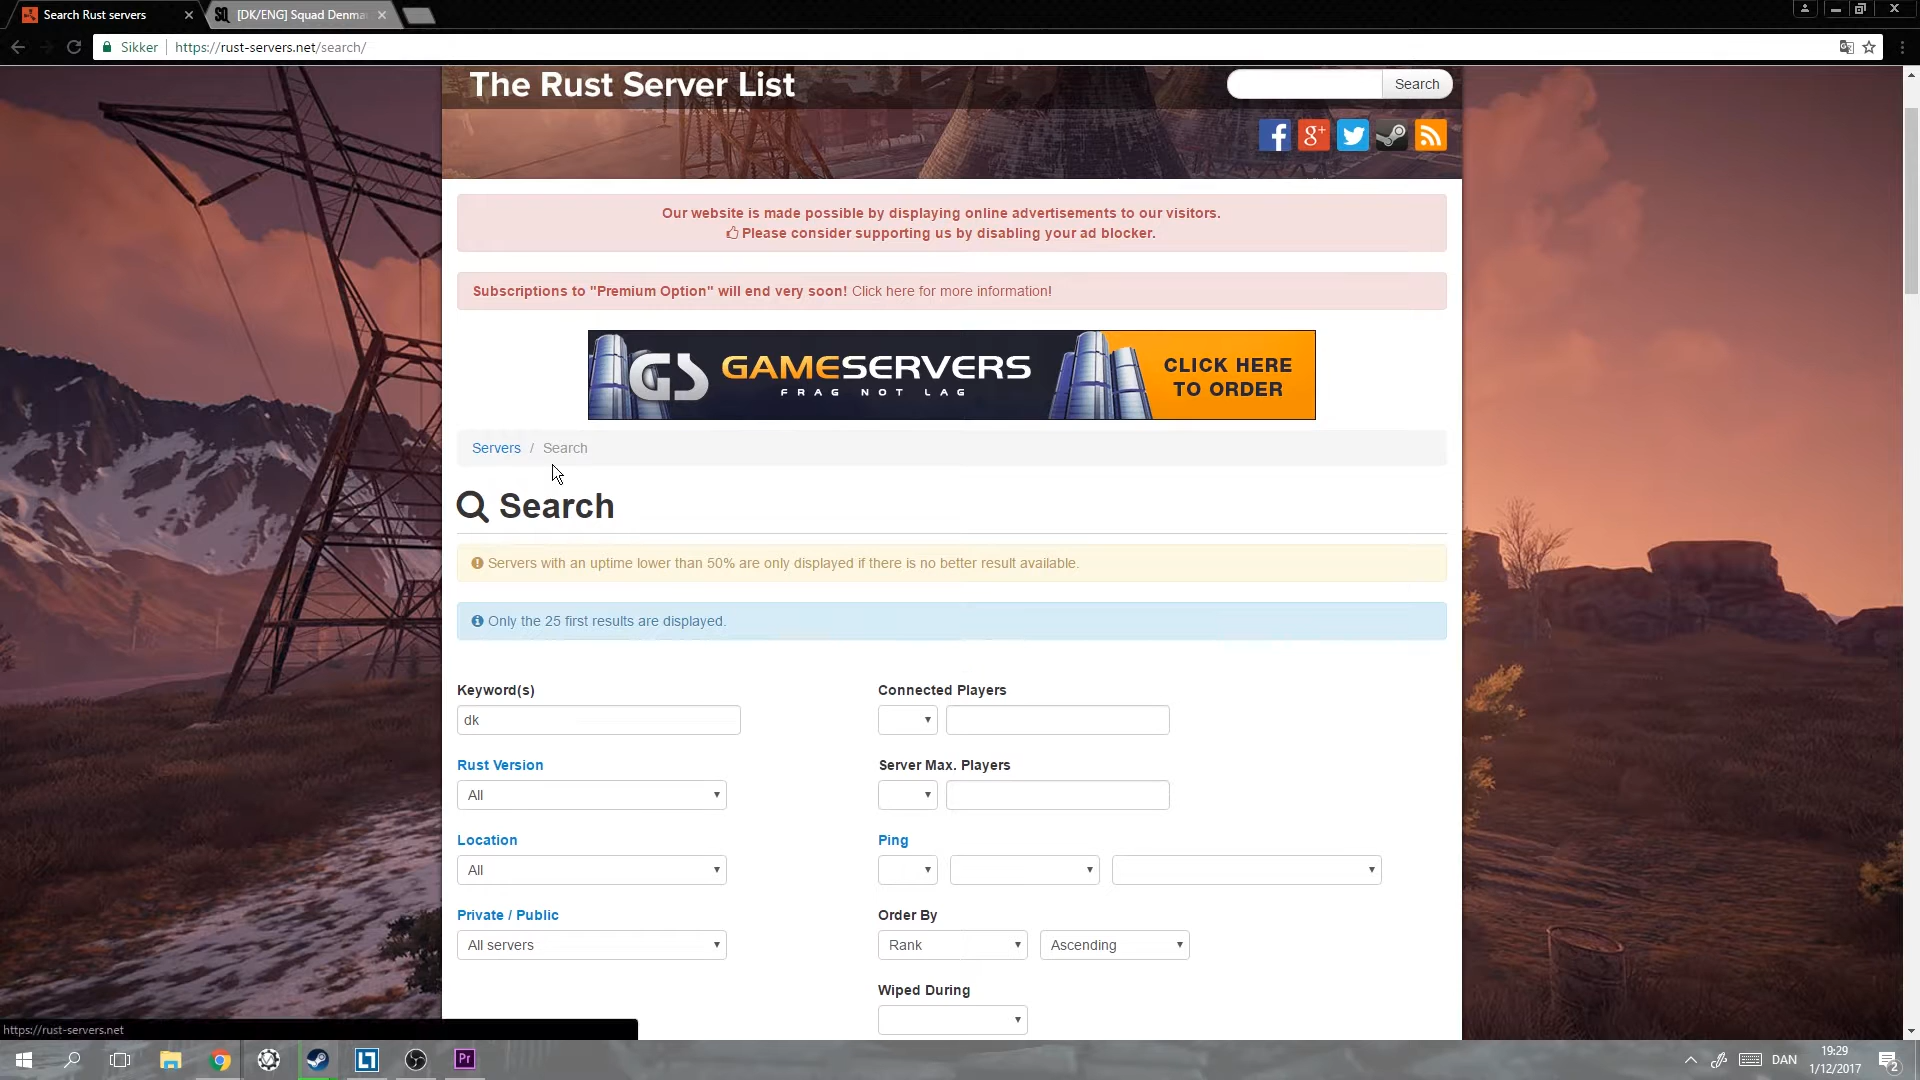 Search Rust servers
[DK/ENG] Squad Denma
Sikker
https://rust-servers.net/search/
The Rust Server List
Search
Our website is made possible by displaying online advertisements to our visitors.
Please consider supporting us by disabling your ad blocker.
Subscriptions to "Premium Option" will end very soon! Click here for more information!
GS GAMESERVERS
FRAG NOT LAG
CLICK HERE
TO ORDER
Servers / Search
Search
Servers with an uptime lower than 50% are only displayed if there is no better result available.
Only the 25 first results are displayed.
Keyword(s)
dk
Connected Players
Rust Version
All
Server Max. Players
Location
All
Ping
Private / Public
All servers
Order By
Rank
Ascending
Wiped During
https://rust-servers.net
Pr
DAN
19:29
1/12/2017
2